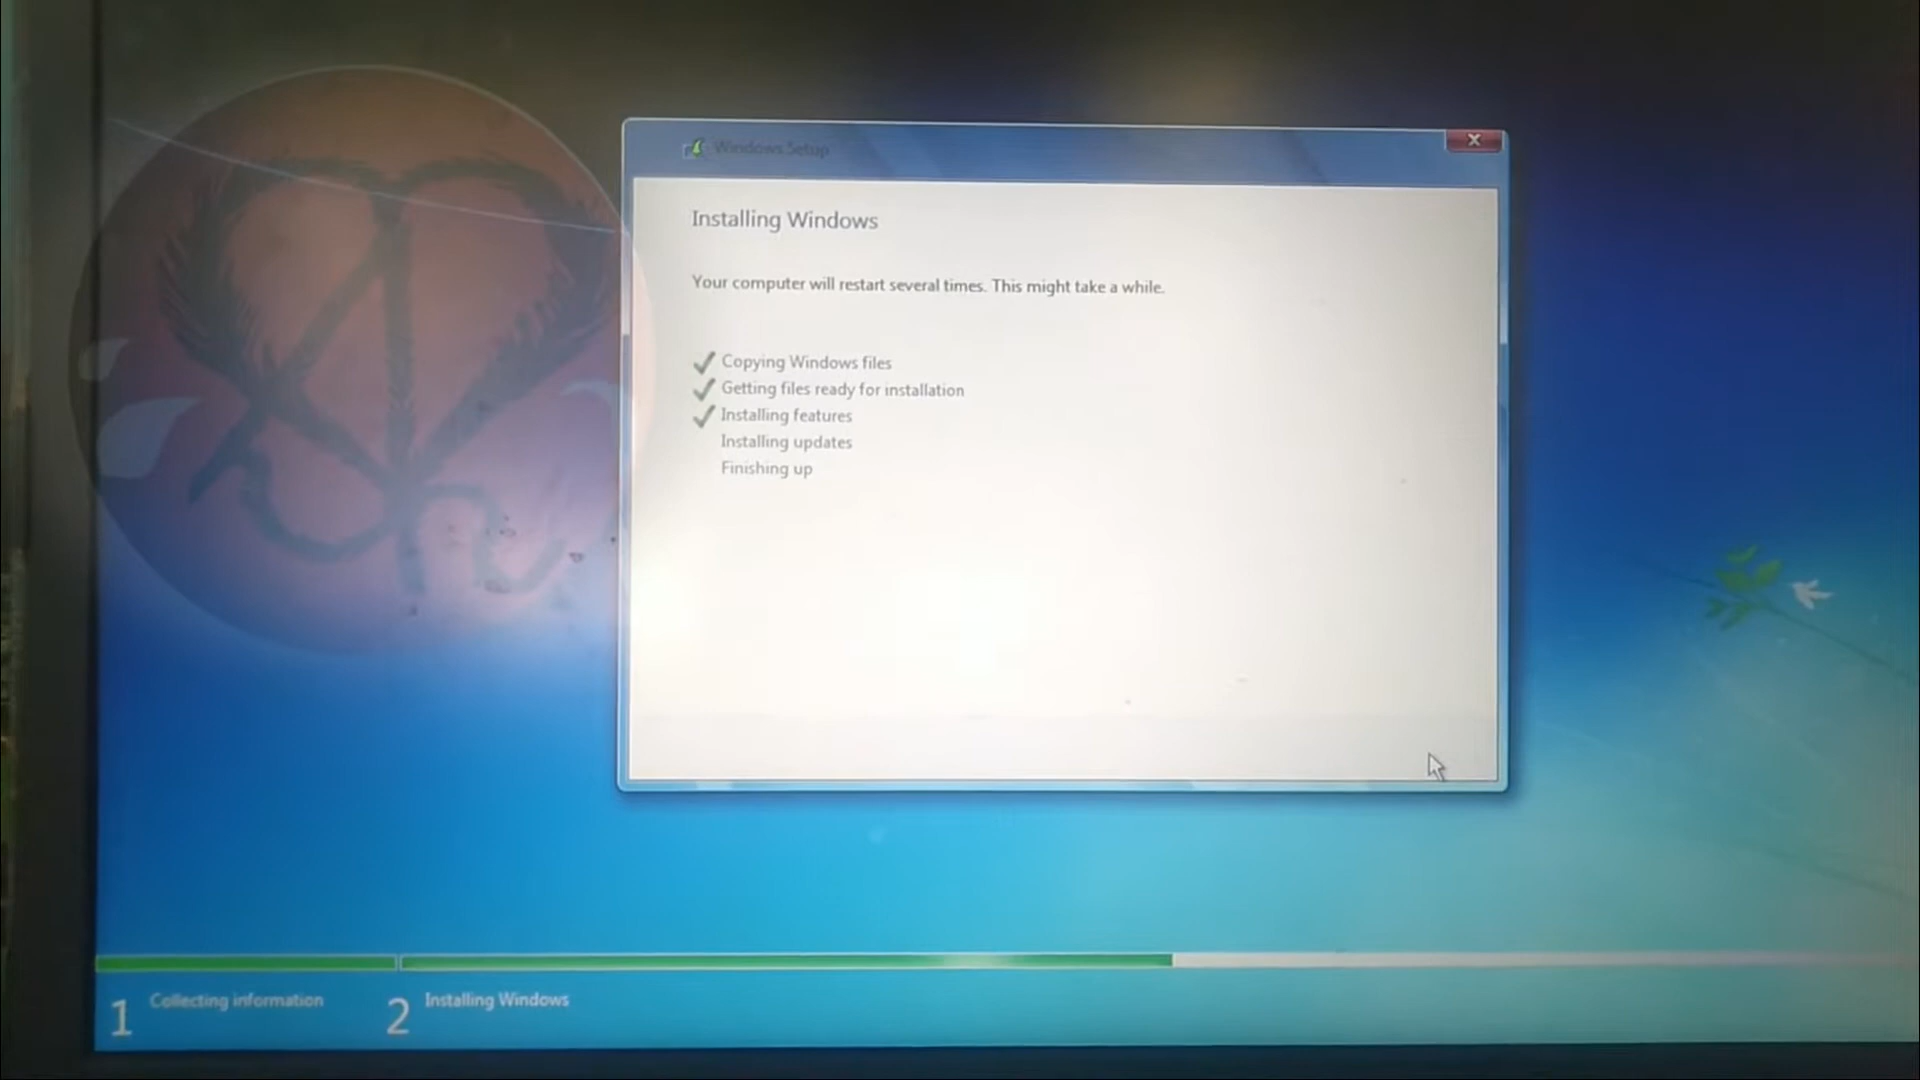 Windows Setup
Installing Windows
Your computer will restart several times. This might take a while.
Copying Windows files
Getting files ready for installation
Installing features
Installing updates
Finishing up
1 Collecting information
2 Installing Windows